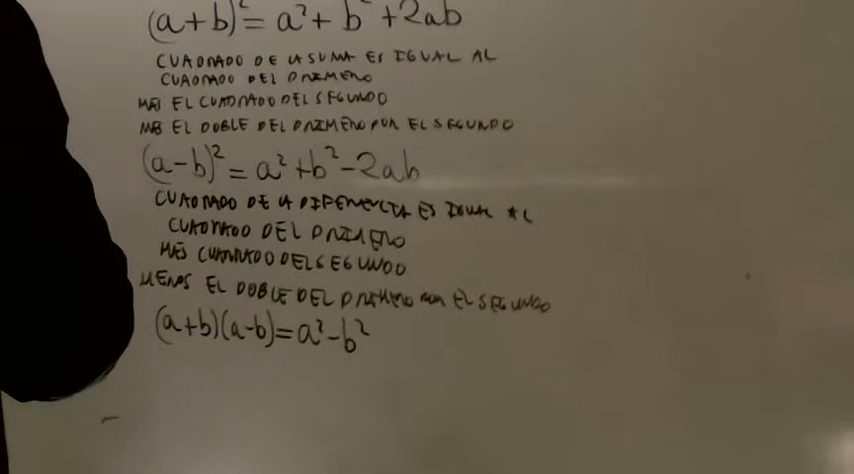 (a+b)² = a² + b² + 2ab
CUADRADO DE LA SUMA ES IGUAL AL
CUADRADO DEL PRIMERO
MAS EL CUADRADO DEL SEGUNDO
MAS EL DOBLE DEL PRIMERO POR EL SEGUNDO
(a-b)² = a² + b² - 2ab
CUADRADO DE LA DIFERENCIA ES IGUAL AL
CUADRADO DEL PRIMERO
MÁS CUADRADO DEL SEGUNDO
MENOS EL DOBLE DEL PRIMERO POR EL SEGUNDO
(a+b)(a-b) = a² - b²